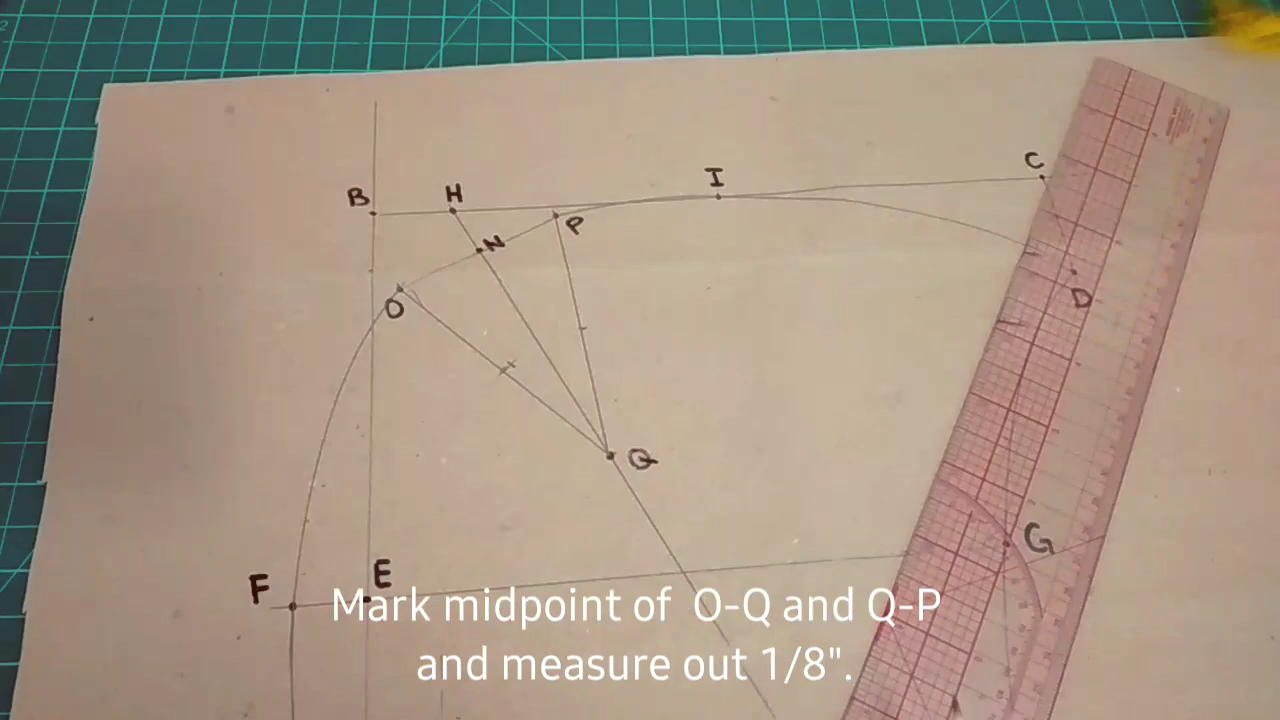 C
I
B
H
N
P
O
D
Q
G
E
F
Mark midpoint of O-Q and Q-P
and measure out 1/8".